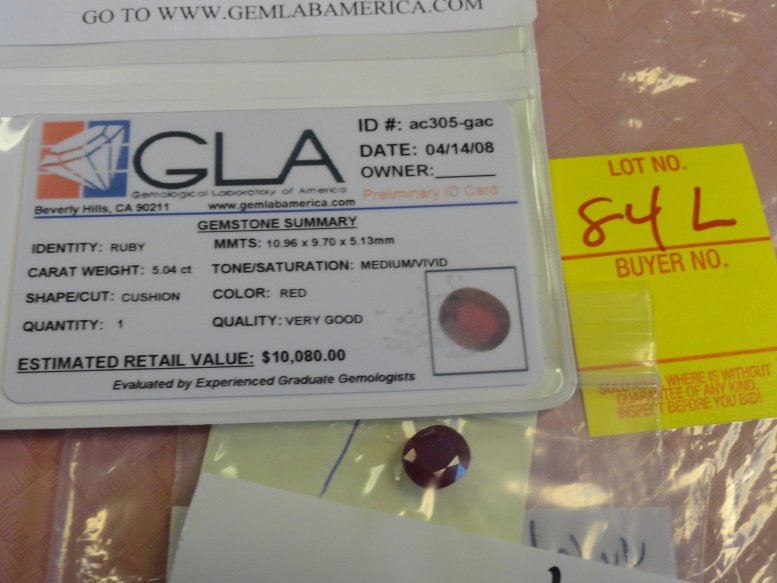 GO TO WWW.GEMLABAMERICA.COM
GLA
Gemological Laboratory of America
Beverly Hills, CA 90211 www.gemlabamerica.com
ID #: ac305-gac
DATE: 04/14/08
OWNER:
Preliminary ID Card
GEMSTONE SUMMARY
IDENTITY: RUBY MMTS: 10.96 x 9.70 x 5.13mm
CARAT WEIGHT: 5.04 ct TONE/SATURATION: MEDIUM/VIVID
SHAPE/CUT: CUSHION COLOR: RED
QUANTITY: 1 QUALITY: VERY GOOD
ESTIMATED RETAIL VALUE: $10,080.00
Evaluated by Experienced Graduate Gemologists
LOT NO.
84 L
BUYER NO.
SOLD AS IS WHERE IS WITHOUT
GUARANTEE OF ANY KIND.
INSPECT BEFORE YOU BID!